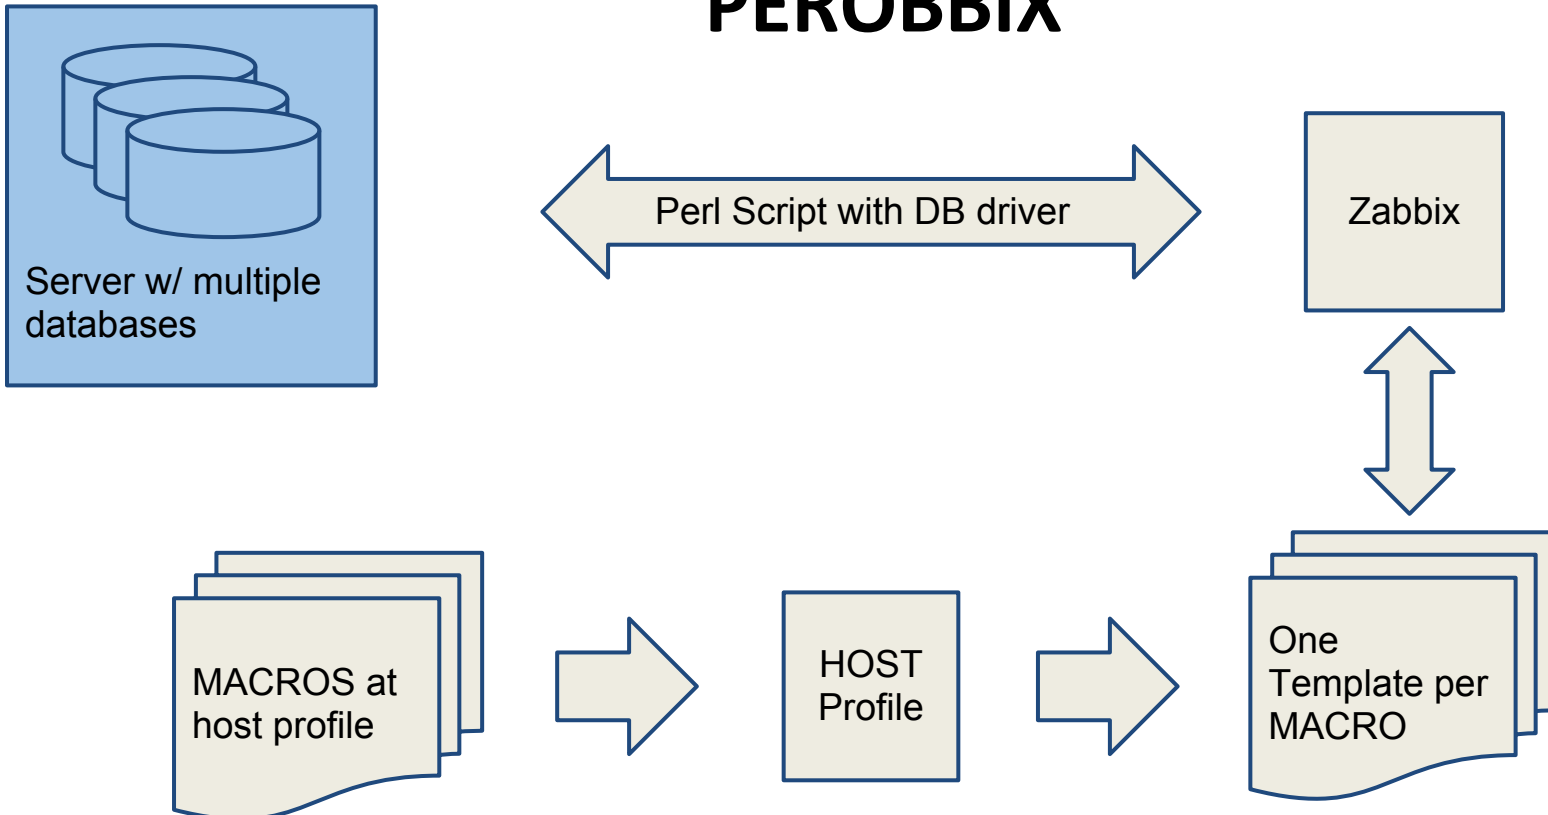 PEROBBIX
Server w/ multiple
databases
Perl Script with DB driver
Zabbix
MACROS at
host profile
HOST
Profile
One
Template per
MACRO